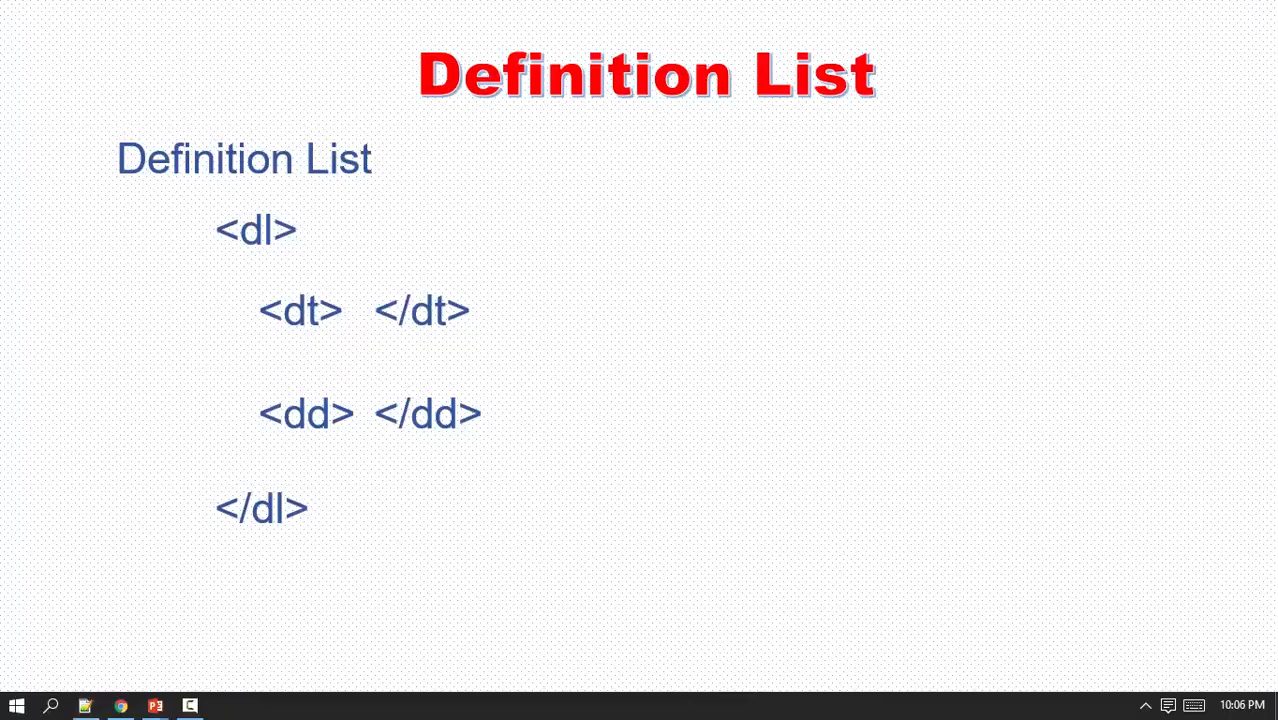 Definition List
Definition List
<dl>
<dt> </dt>
<dd> </dd>
</dl>
10:06 PM